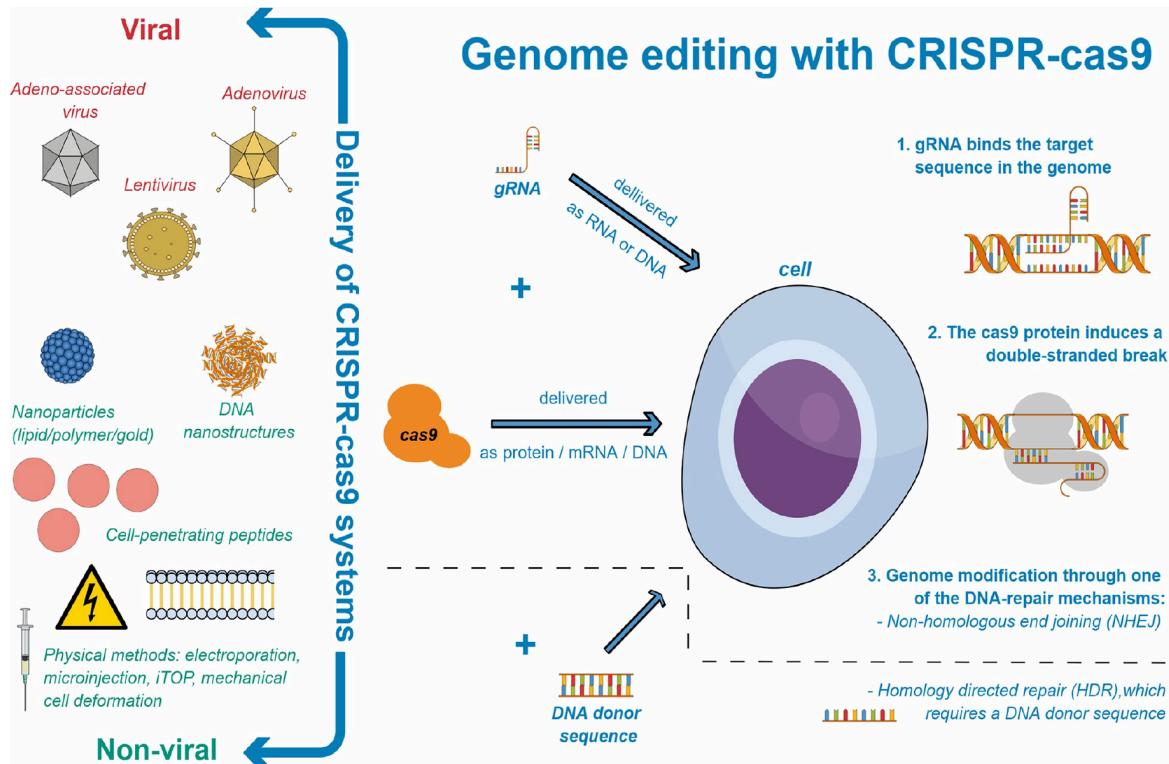 Viral
Adeno-associated
virus
Adenovirus
Lentivirus
Nanoparticles
(lipid/polymer/gold)
DNA
nanostructures
Cell-penetrating peptides
Physical methods: electroporation,
microinjection, iTOP, mechanical
cell deformation
Non-viral
Delivery of CRISPR-cas9 systems
Genome editing with CRISPR-cas9
gRNA
dellivered
as RNA or DNA
+
cell
cas9
delivered
as protein / mRNA / DNA
+
DNA donor
sequence
1. gRNA binds the target
sequence in the genome
2. The cas9 protein induces a
double-stranded break
3. Genome modification through one
of the DNA-repair mechanisms:
- Non-homologous end joining (NHEJ)
- Homology directed repair (HDR),which
requires a DNA donor sequence